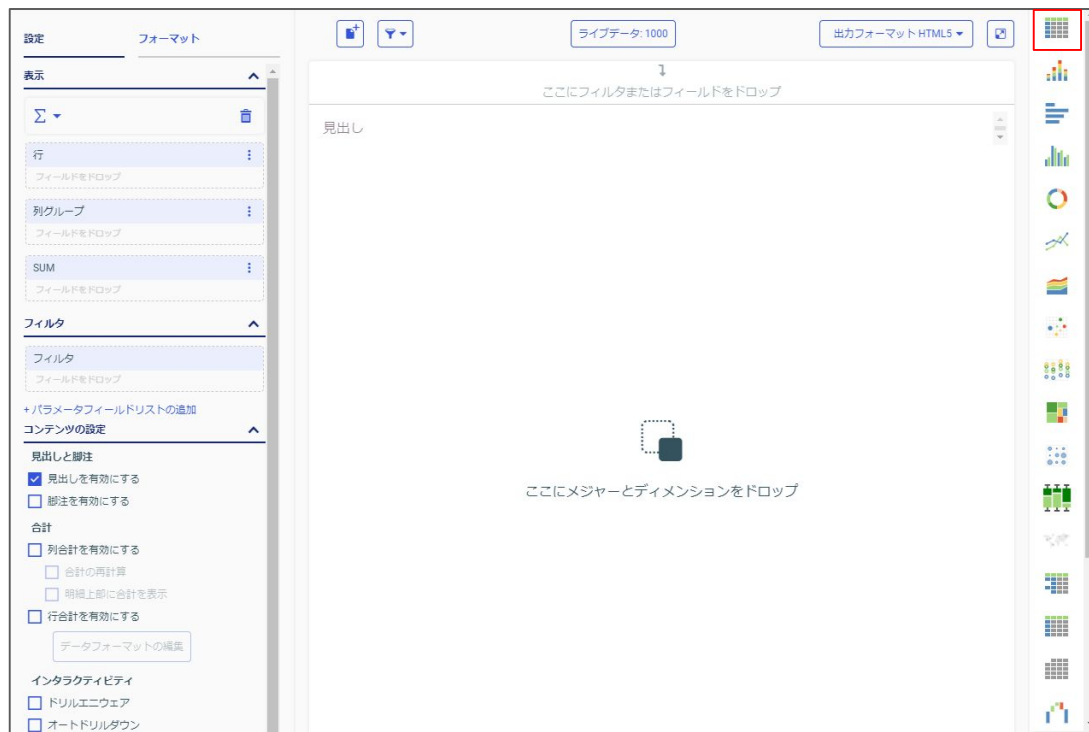 設定
フォーマット
ライブデータ: 1000
出力フォーマット HTML5
表示
Σ
行
フィールドをドロップ
列グループ
フィールドをドロップ
SUM
フィールドをドロップ
フィルタ
フィルタ
フィールドをドロップ
+ パラメータフィールドリストの追加
コンテンツの設定
見出しと脚注
見出しを有効にする
脚注を有効にする
合計
列合計を有効にする
合計の再計算
明細上部に合計を表示
行合計を有効にする
データフォーマットの編集
インタラクティビティ
ドリルエニウェア
オートドリルダウン
ここにフィルタまたはフィールドをドロップ
見出し
ここにメジャーとディメンションをドロップ